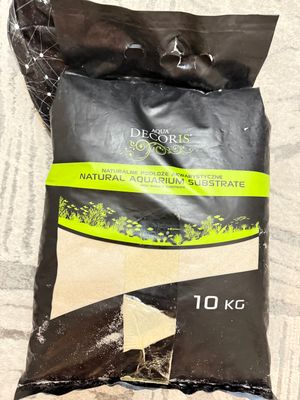 AQUA
DECORIS
NATURALNE PODŁOŻE AKWARYSTYCZNE
NATURAL AQUARIUM SUBSTRATE
10 KG